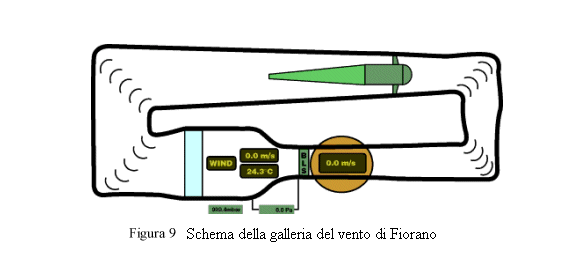 WIND
0.0 m/s
24.3°C
BLS
0.0 m/s
0.0 Pa
Figura 9 Schema della galleria del vento di Fiorano